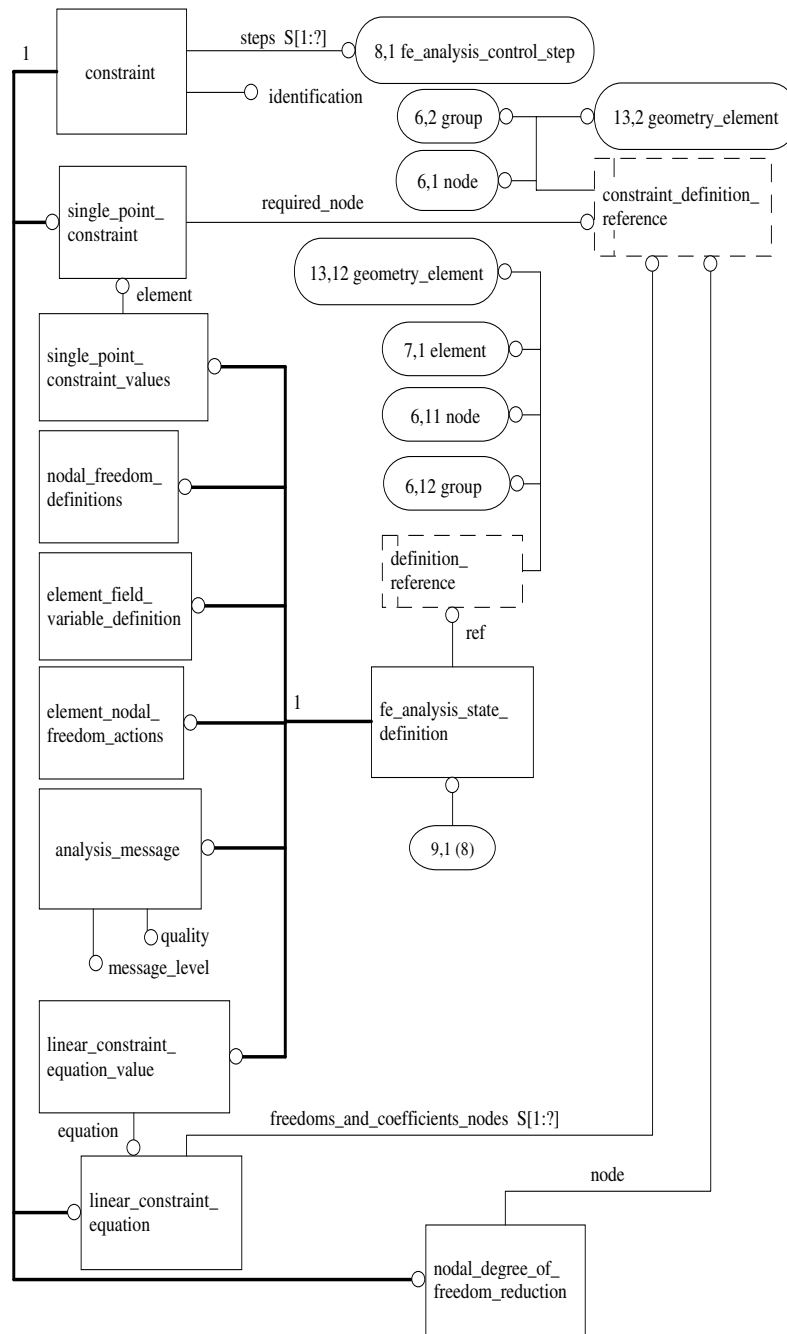 1
steps S[1:?]
8,1 fe_analysis_control_step
constraint
identification
6,2 group
13,2 geometry_element
6,1 node
constraint_definition_
reference
single_point_
constraint
required_node
13,12 geometry_element
element
single_point_
constraint_values
7,1 element
6,11 node
nodal_freedom_
definitions
6,12 group
definition_
reference
element_field_
variable_definition
ref
1
element_nodal_
freedom_actions
fe_analysis_state_
definition
analysis_message
9,1 (8)
quality
message_level
linear_constraint_
equation_value
equation
freedoms_and_coefficients_nodes S[1:?]
linear_constraint_
equation
node
nodal_degree_of_
freedom_reduction